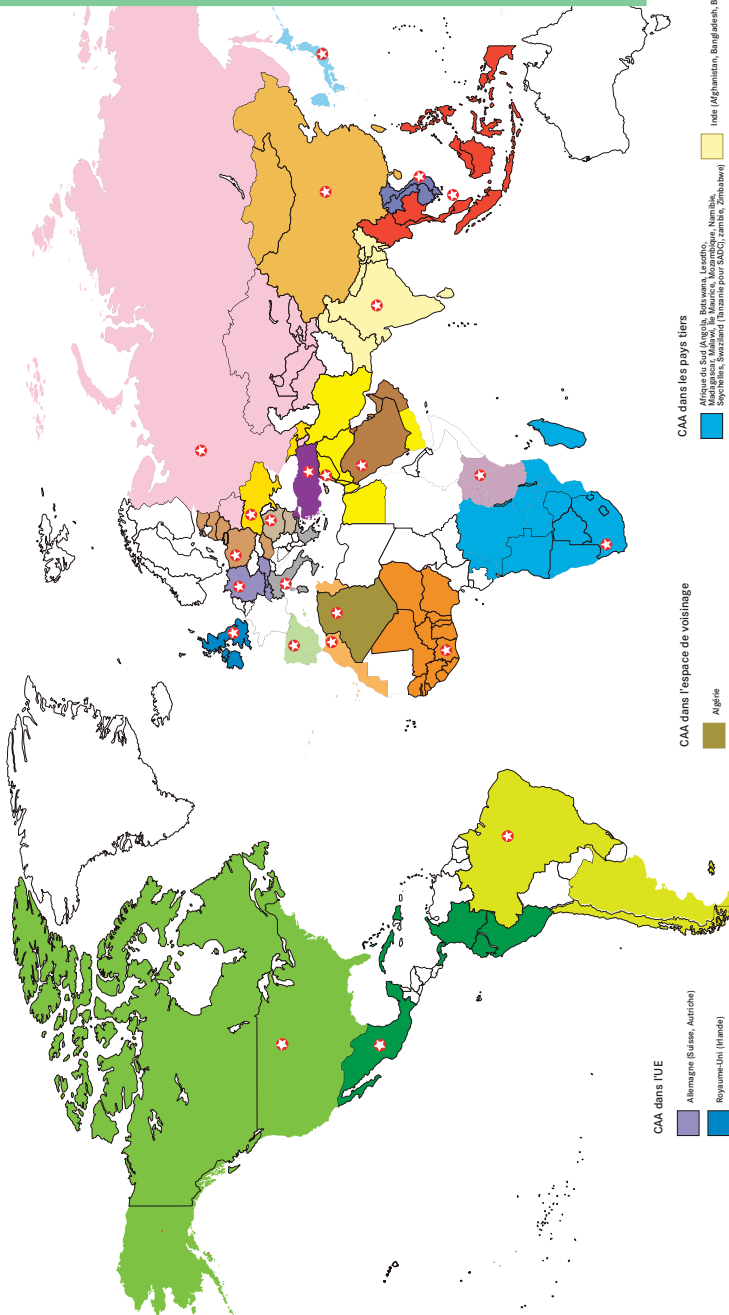 CAA dans l'UE
Allemagne (Suisse, Autriche)
Royaume-Uni (Irlande)
CAA dans l'espace de voisinage
Algérie
CAA dans les pays tiers
Afrique du Sud (Angola, Botswana, Lesotho,
Madagascar, Malawi, Ile Maurice, Mozambique, Namibie,
Seychelles, Swaziland (Tanzanie pour SADC), zambie, Zimbabwe)
Inde (Afghanistan, Bangladesh, B